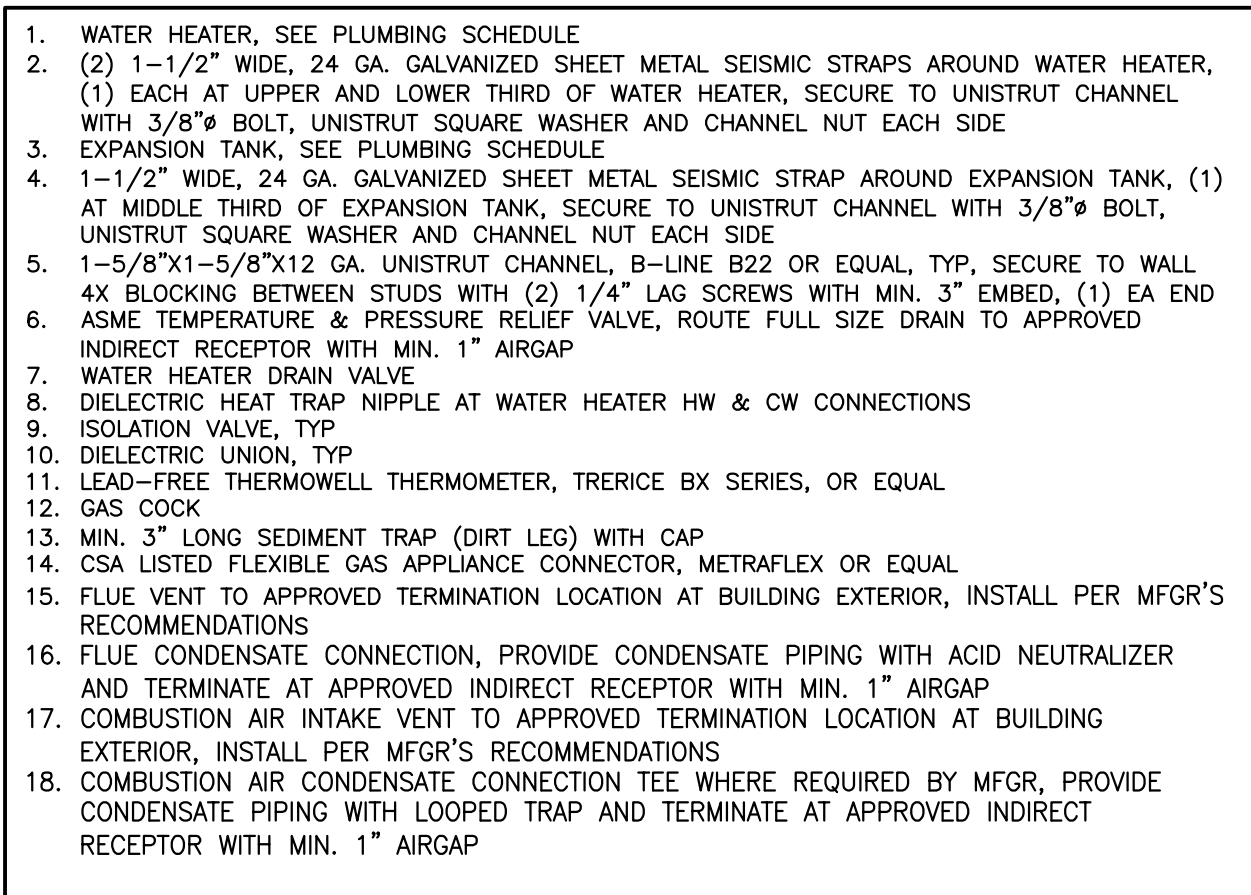 1. WATER HEATER, SEE PLUMBING SCHEDULE
2. (2) 1-1/2" WIDE, 24 GA. GALVANIZED SHEET METAL SEISMIC STRAPS AROUND WATER HEATER,
(1) EACH AT UPPER AND LOWER THIRD OF WATER HEATER, SECURE TO UNISTRUT CHANNEL
WITH 3/8"ø BOLT, UNISTRUT SQUARE WASHER AND CHANNEL NUT EACH SIDE
3. EXPANSION TANK, SEE PLUMBING SCHEDULE
4. 1-1/2" WIDE, 24 GA. GALVANIZED SHEET METAL SEISMIC STRAP AROUND EXPANSION TANK, (1)
AT MIDDLE THIRD OF EXPANSION TANK, SECURE TO UNISTRUT CHANNEL WITH 3/8"ø BOLT,
UNISTRUT SQUARE WASHER AND CHANNEL NUT EACH SIDE
5. 1-5/8"X1-5/8"X12 GA. UNISTRUT CHANNEL, B-LINE B22 OR EQUAL, TYP, SECURE TO WALL
4X BLOCKING BETWEEN STUDS WITH (2) 1/4" LAG SCREWS WITH MIN. 3" EMBED, (1) EA END
6. ASME TEMPERATURE & PRESSURE RELIEF VALVE, ROUTE FULL SIZE DRAIN TO APPROVED
INDIRECT RECEPTOR WITH MIN. 1" AIRGAP
7. WATER HEATER DRAIN VALVE
8. DIELECTRIC HEAT TRAP NIPPLE AT WATER HEATER HW & CW CONNECTIONS
9. ISOLATION VALVE, TYP
10. DIELECTRIC UNION, TYP
11. LEAD-FREE THERMOWELL THERMOMETER, TRERICE BX SERIES, OR EQUAL
12. GAS COCK
13. MIN. 3" LONG SEDIMENT TRAP (DIRT LEG) WITH CAP
14. CSA LISTED FLEXIBLE GAS APPLIANCE CONNECTOR, METRAFLEX OR EQUAL
15. FLUE VENT TO APPROVED TERMINATION LOCATION AT BUILDING EXTERIOR, INSTALL PER MFGR'S
RECOMMENDATIONS
16. FLUE CONDENSATE CONNECTION, PROVIDE CONDENSATE PIPING WITH ACID NEUTRALIZER
AND TERMINATE AT APPROVED INDIRECT RECEPTOR WITH MIN. 1" AIRGAP
17. COMBUSTION AIR INTAKE VENT TO APPROVED TERMINATION LOCATION AT BUILDING
EXTERIOR, INSTALL PER MFGR'S RECOMMENDATIONS
18. COMBUSTION AIR CONDENSATE CONNECTION TEE WHERE REQUIRED BY MFGR, PROVIDE
CONDENSATE PIPING WITH LOOPED TRAP AND TERMINATE AT APPROVED INDIRECT
RECEPTOR WITH MIN. 1" AIRGAP